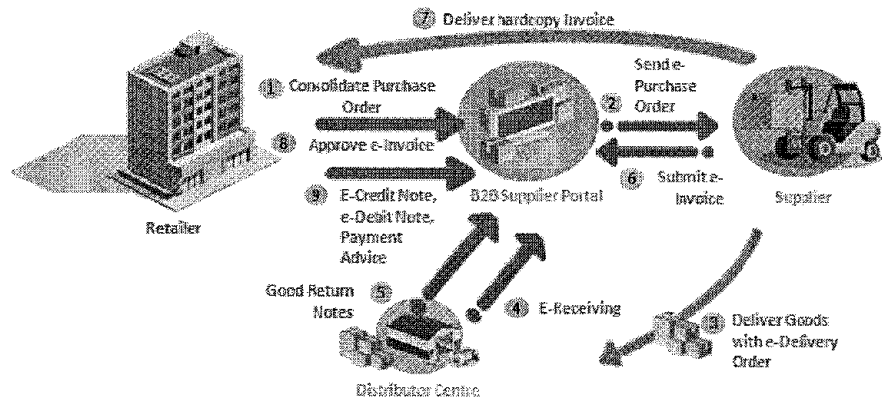 7 Deliver hardcopy Invoice
1 Consolidate Purchase
Order
2 Send e-
Purchase
Order
8 Approve e-Invoice
9 E-Credit Note,
e-Debit Note,
Payment
Advice
B2B Supplier Portal
6 Submit e-
Invoice
Supplier
Retailer
Good Return
Notes
5
4 E-Receiving
3 Deliver Goods
with e-Delivery
Order
Distributor Centre